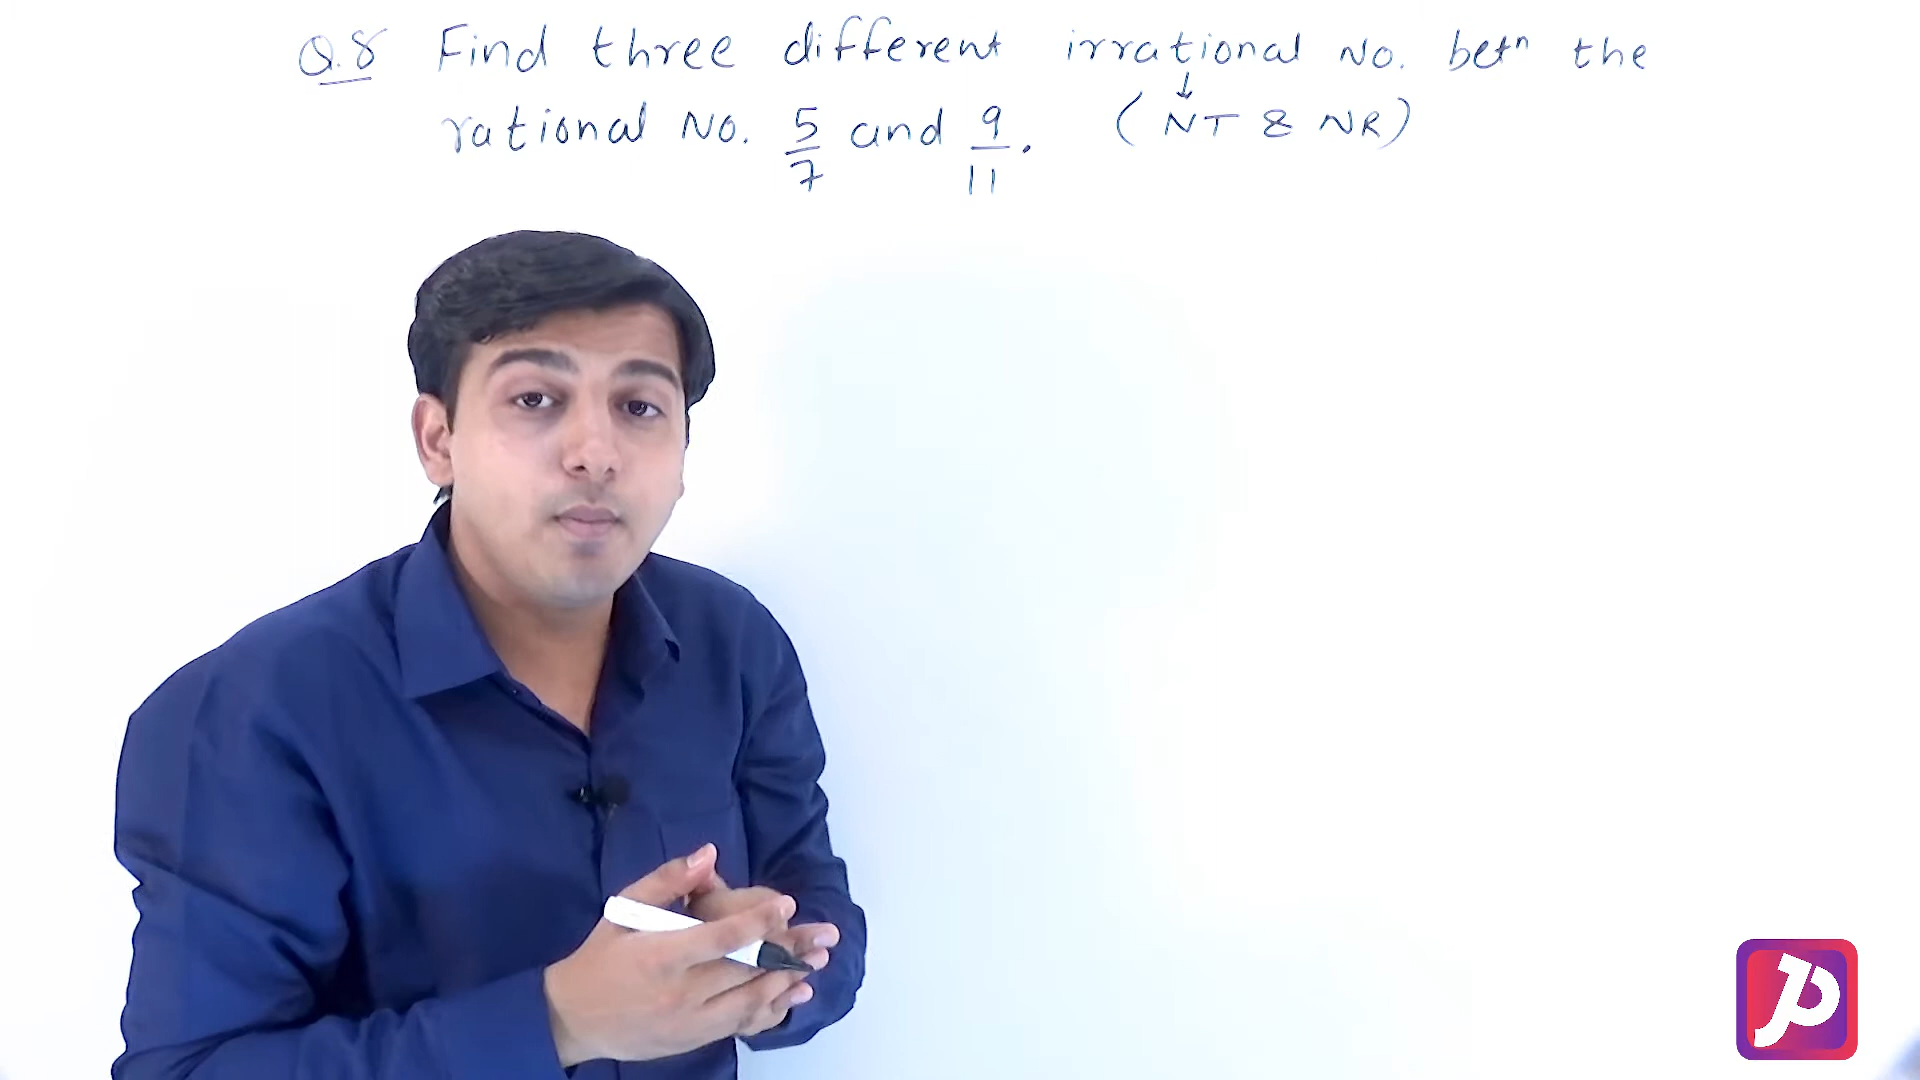 Q.8 Find three different irrational No. betn the
rational No. 5/7 and 9/11. (NT & NR)